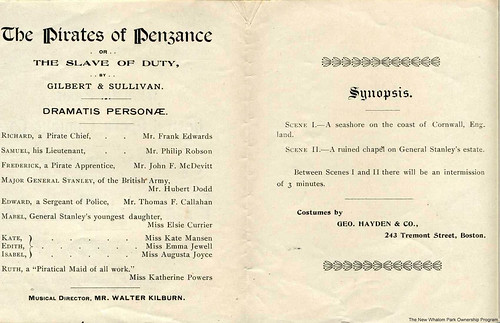 The Pirates of Penzance
. OR . .
THE SLAVE OF DUTY,
. . BY . .
GILBERT & SULLIVAN.
DRAMATIS PERSONÆ.
RICHARD, a Pirate Chief, . . Mr. Frank Edwards
SAMUEL, his Lieutenant, . . Mr. Philip Robson
FREDERICK, a Pirate Apprentice, Mr. John F. McDevitt
MAJOR GENERAL STANLEY, of the British Army,
Mr. Hubert Dodd
EDWARD, a Sergeant of Police, Mr. Thomas F. Callahan
MABEL, General Stanley's youngest daughter,
Miss Elsie Currier
KATE, } . . . . . . Miss Kate Mansen
EDITH, } . . . . . . Miss Emma Jewell
ISABEL, } . . . . . . Miss Augusta Joyce
RUTH, a "Piratical Maid of all work."
Miss Katherine Powers
MUSICAL DIRECTOR, MR. WALTER KILBURN.
Synopsis.
SCENE I.—A seashore on the coast of Cornwall, Eng.
land.
SCENE II.—A ruined chapel on General Stanley's estate.
Between Scenes I and II there will be an intermission
of 3 minutes.
Costumes by
GEO. HAYDEN & CO.,
243 Tremont Street, Boston.
The New Whalom Park Ownership Program